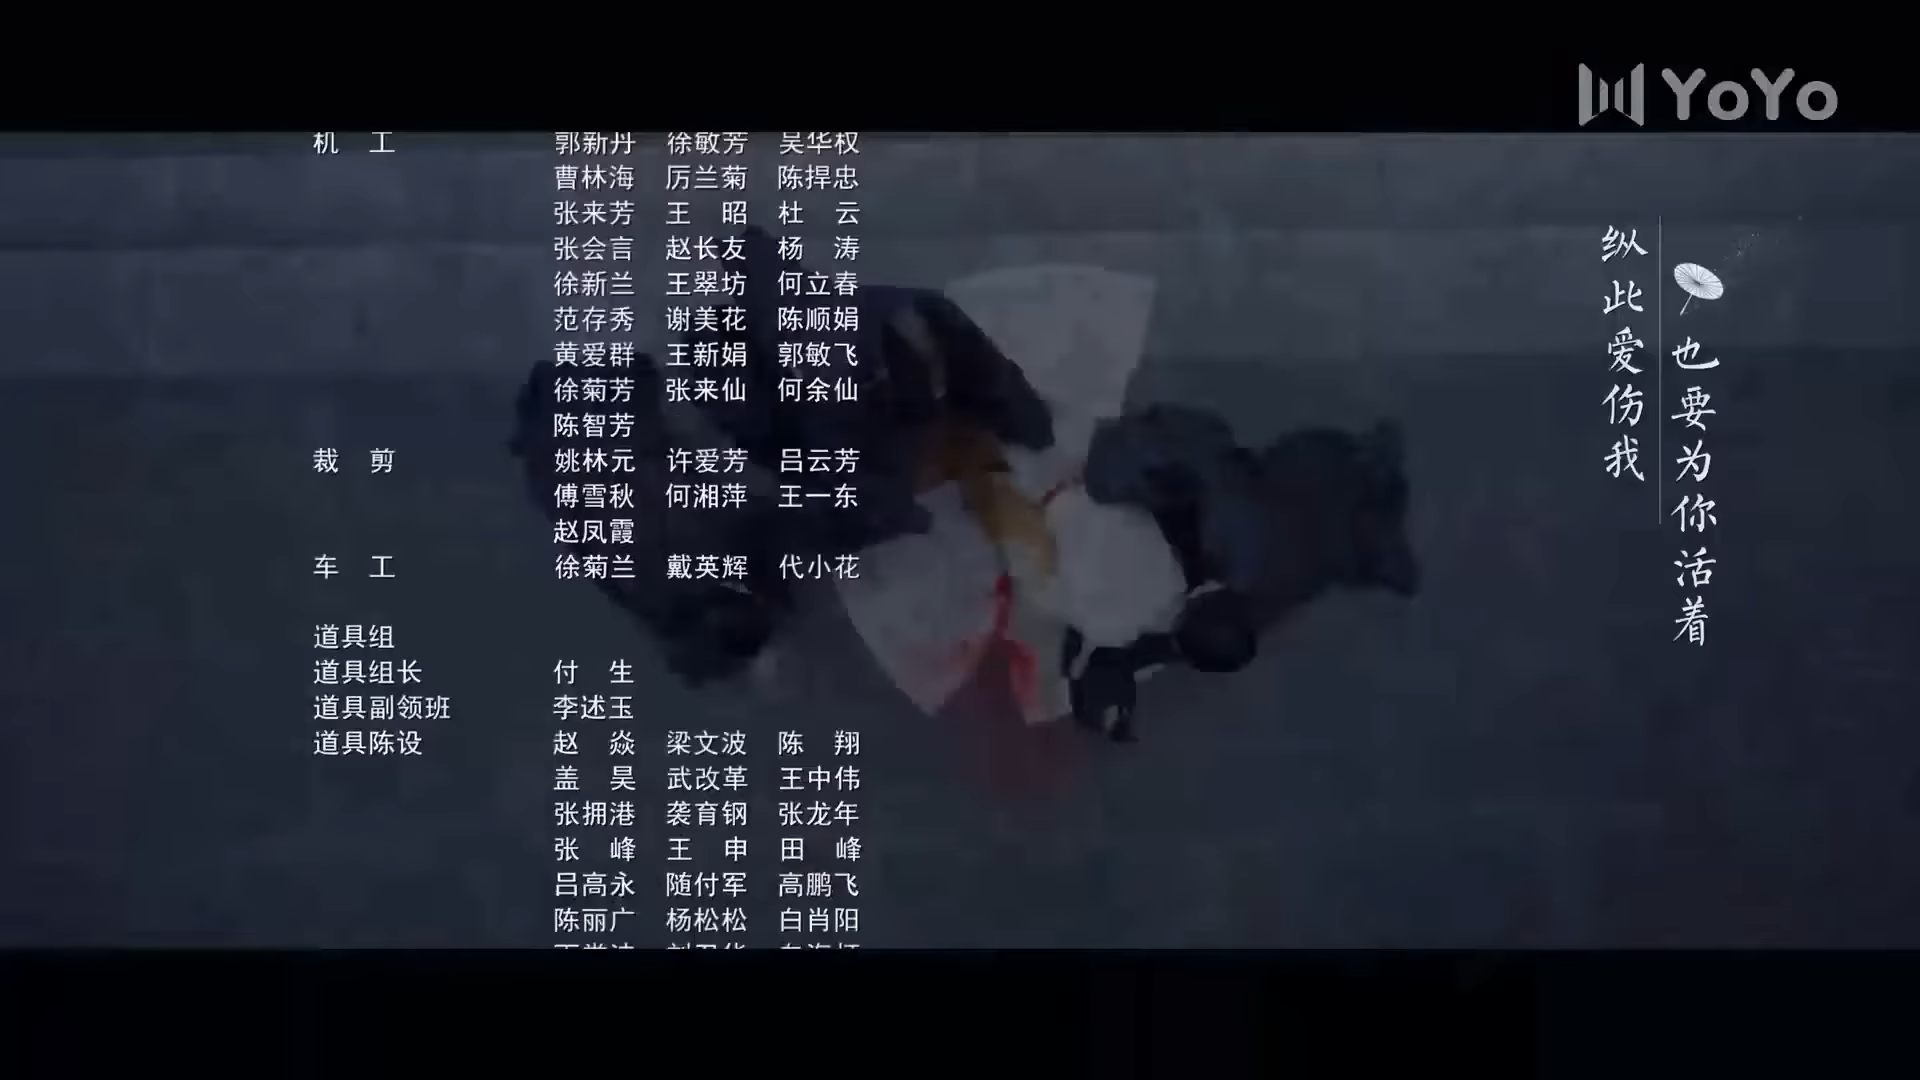 YoYo
机 工 郭新丹 徐敏芳 吴华权
曹林海 厉兰菊 陈捍忠
张来芳 王 昭 杜 云
张会言 赵长友 杨 涛
徐新兰 王翠坊 何立春
范存秀 谢美花 陈顺娟
黄爱群 王新娟 郭敏飞
徐菊芳 张来仙 何余仙
陈智芳
裁 剪 姚林元 许爱芳 吕云芳
傅雪秋 何湘萍 王一东
赵凤霞
车 工 徐菊兰 戴英辉 代小花
道具组
道具组长 付 生
道具副领班 李述玉
道具陈设 赵 焱 梁文波 陈 翔
盖 昊 武改革 王中伟
张拥港 袭育钢 张龙年
张 峰 王 申 田 峰
吕高永 随付军 高鹏飞
陈丽广 杨松松 白肖阳
纵此爱伤我
也要为你活着